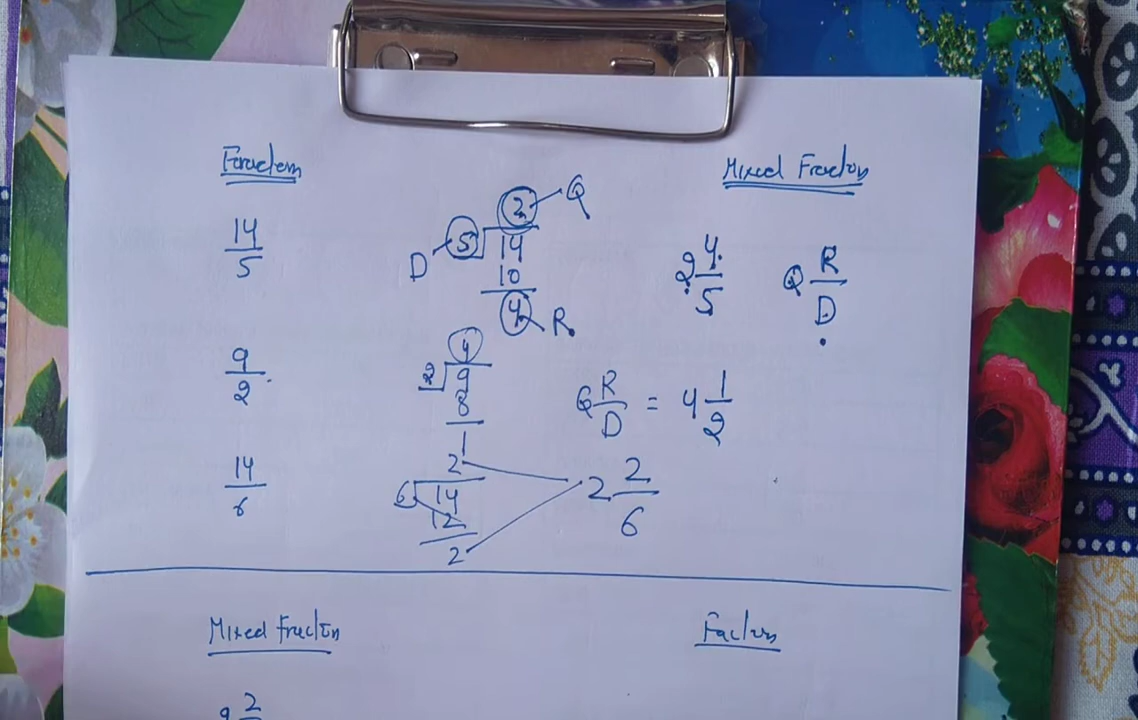 Fraction
Mixed Fraction
14/5
2 Q
D 5 14
10
4 R
2 4/5 Q R/D
9/2
4
2 9
8
1
Q R/D = 4 1/2
14/6
2
6 14
12
2
2 2/6
Mixed Fraction
Fraction
2